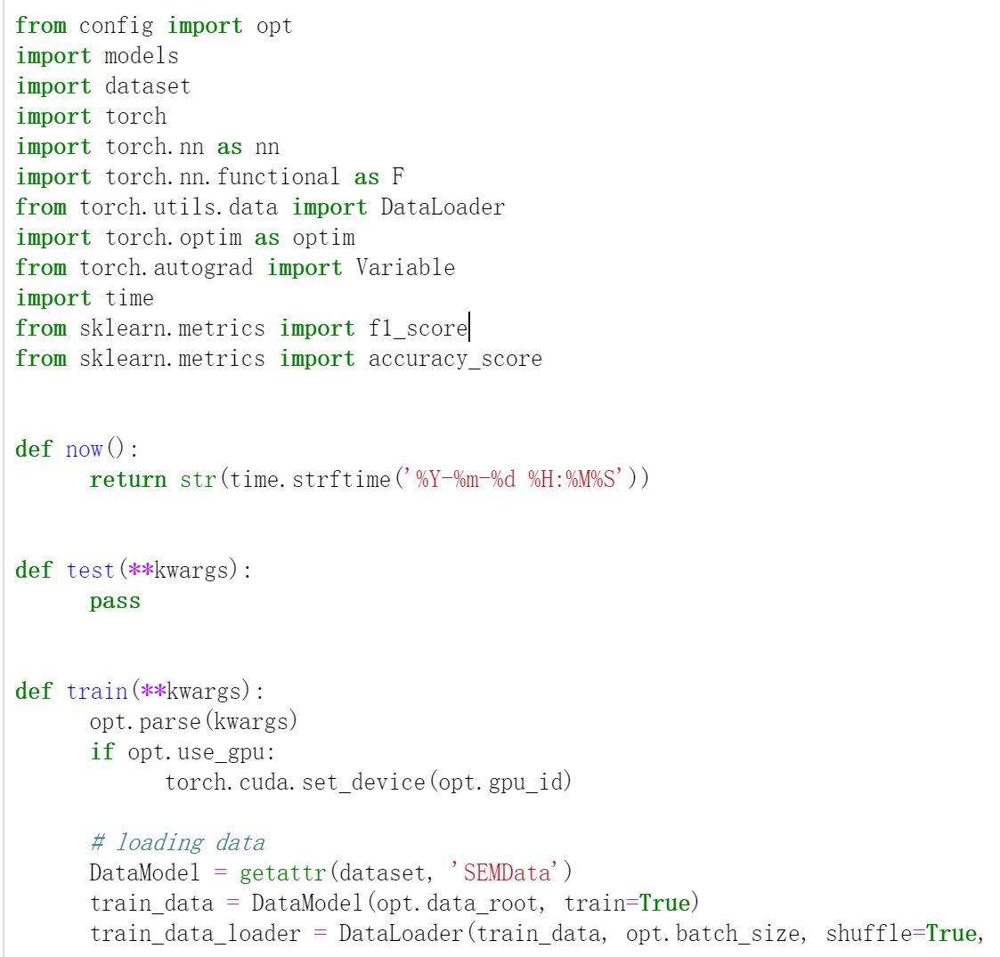 from config import opt
import models
import dataset
import torch
import torch.nn as nn
import torch.nn.functional as F
from torch.utils.data import DataLoader
import torch.optim as optim
from torch.autograd import Variable
import time
from sklearn.metrics import f1_score
from sklearn.metrics import accuracy_score
def now():
return str(time.strftime('%Y-%m-%d %H:%M%S'))
def test(**kwargs):
pass
def train(**kwargs):
opt.parse(kwargs)
if opt.use_gpu:
torch.cuda.set_device(opt.gpu_id)
# loading data
DataModel = getattr(dataset, 'SEMData')
train_data = DataModel(opt.data_root, train=True)
train_data_loader = DataLoader(train_data, opt.batch_size, shuffle=True,